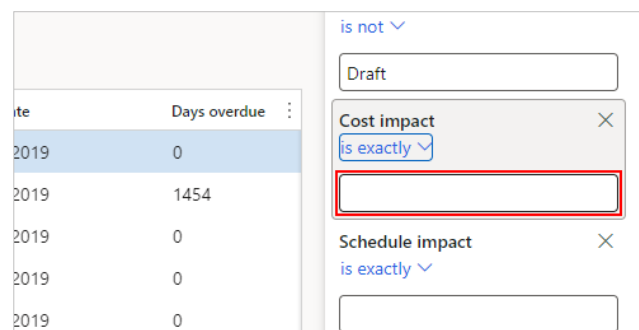 is not
Draft
te Days overdue
Cost impact
is exactly
2019 0
2019 1454
2019 0
Schedule impact
is exactly
2019 0
2019 0